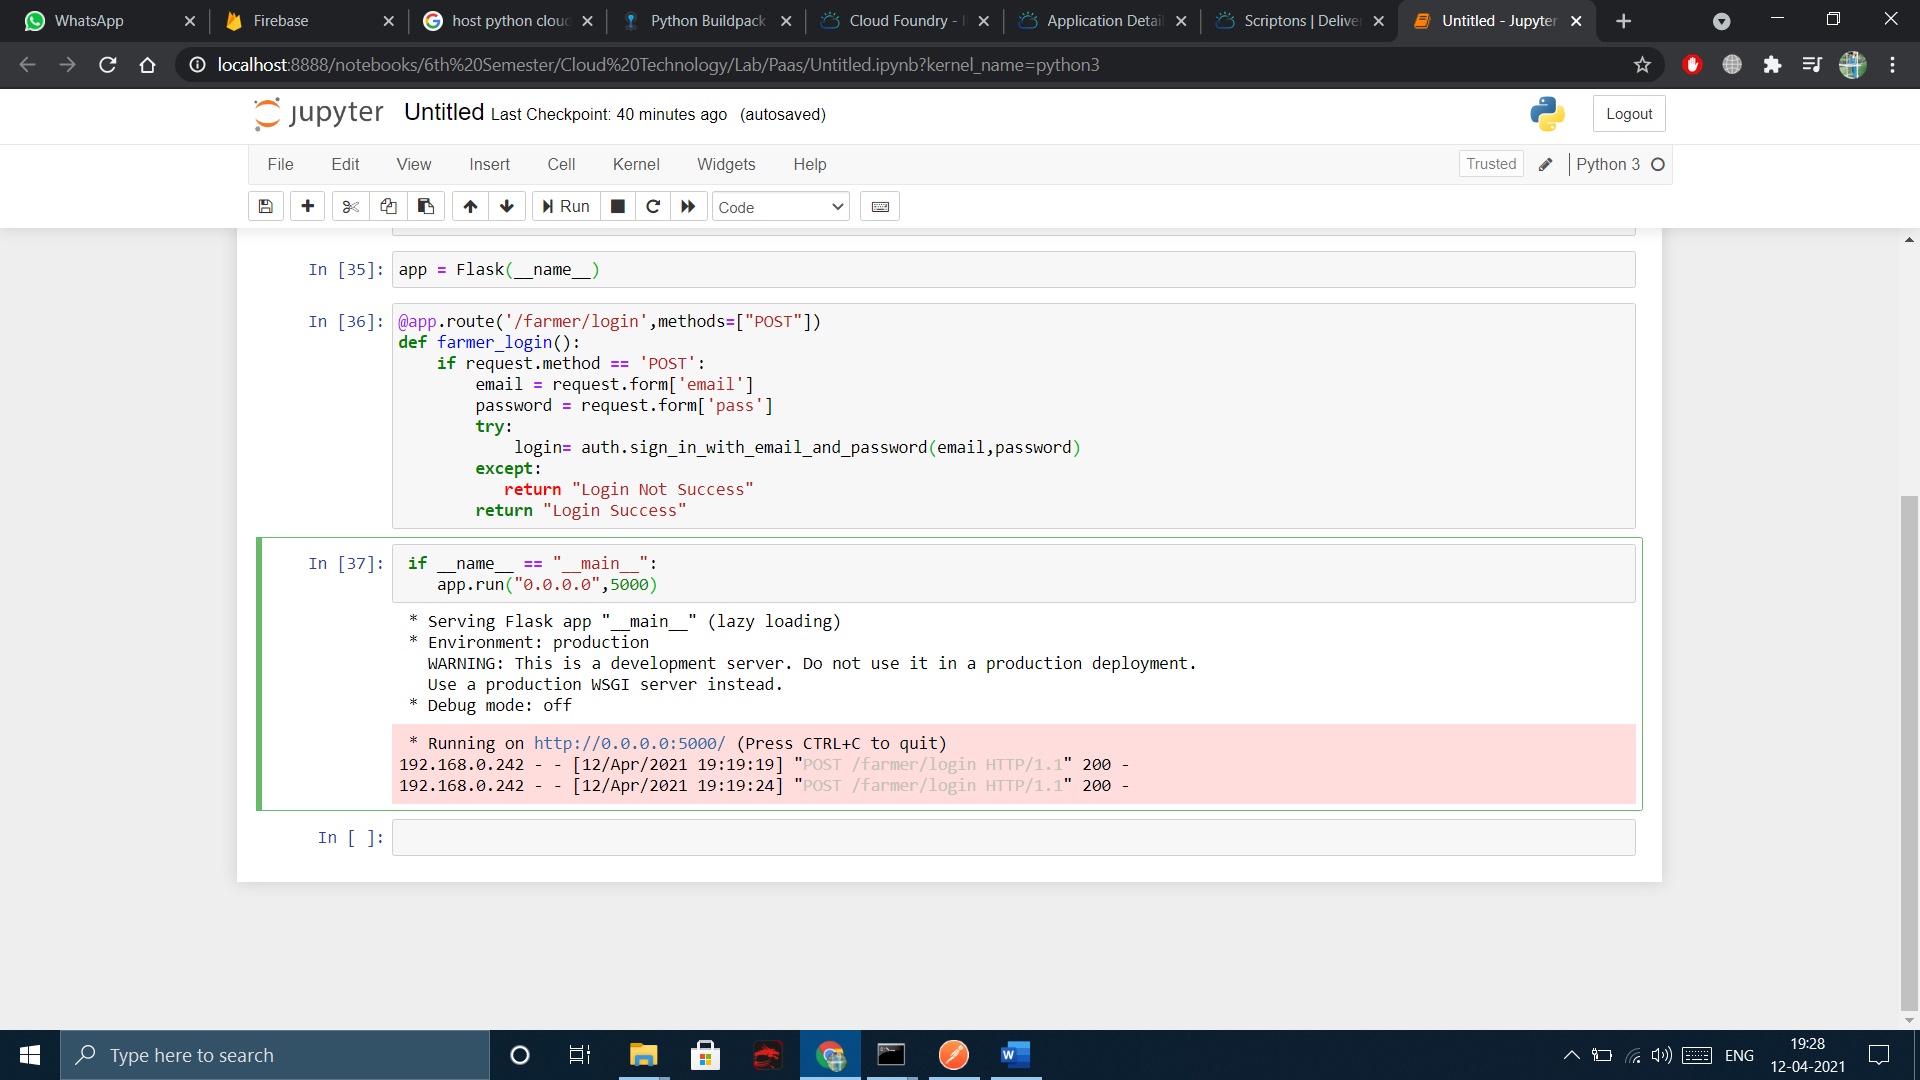 WhatsApp
Firebase
host python cloud
Python Buildpack
Cloud Foundry - I
Application Detail
Scriptons | Deliver
Untitled - Jupyter
localhost:8888/notebooks/6th%20Semester/Cloud%20Technology/Lab/Paas/Untitled.ipynb?kernel_name=python3
jupyter Untitled Last Checkpoint: 40 minutes ago (autosaved)
Logout
File Edit View Insert Cell Kernel Widgets Help
Trusted Python 3
Run Code
In [35]: app = Flask(__name__)
In [36]: @app.route('/farmer/login',methods=["POST"])
def farmer_login():
if request.method == 'POST':
email = request.form['email']
password = request.form['pass']
try:
login= auth.sign_in_with_email_and_password(email,password)
except:
return "Login Not Success"
return "Login Success"
In [37]: if __name__ == "__main__":
app.run("0.0.0.0",5000)
* Serving Flask app "__main__" (lazy loading)
* Environment: production
WARNING: This is a development server. Do not use it in a production deployment.
Use a production WSGI server instead.
* Debug mode: off
* Running on http://0.0.0.0:5000/ (Press CTRL+C to quit)
192.168.0.242 - - [12/Apr/2021 19:19:19] "POST /farmer/login HTTP/1.1" 200 -
192.168.0.242 - - [12/Apr/2021 19:19:24] "POST /farmer/login HTTP/1.1" 200 -
In [ ]:
Type here to search
ENG
19:28
12-04-2021